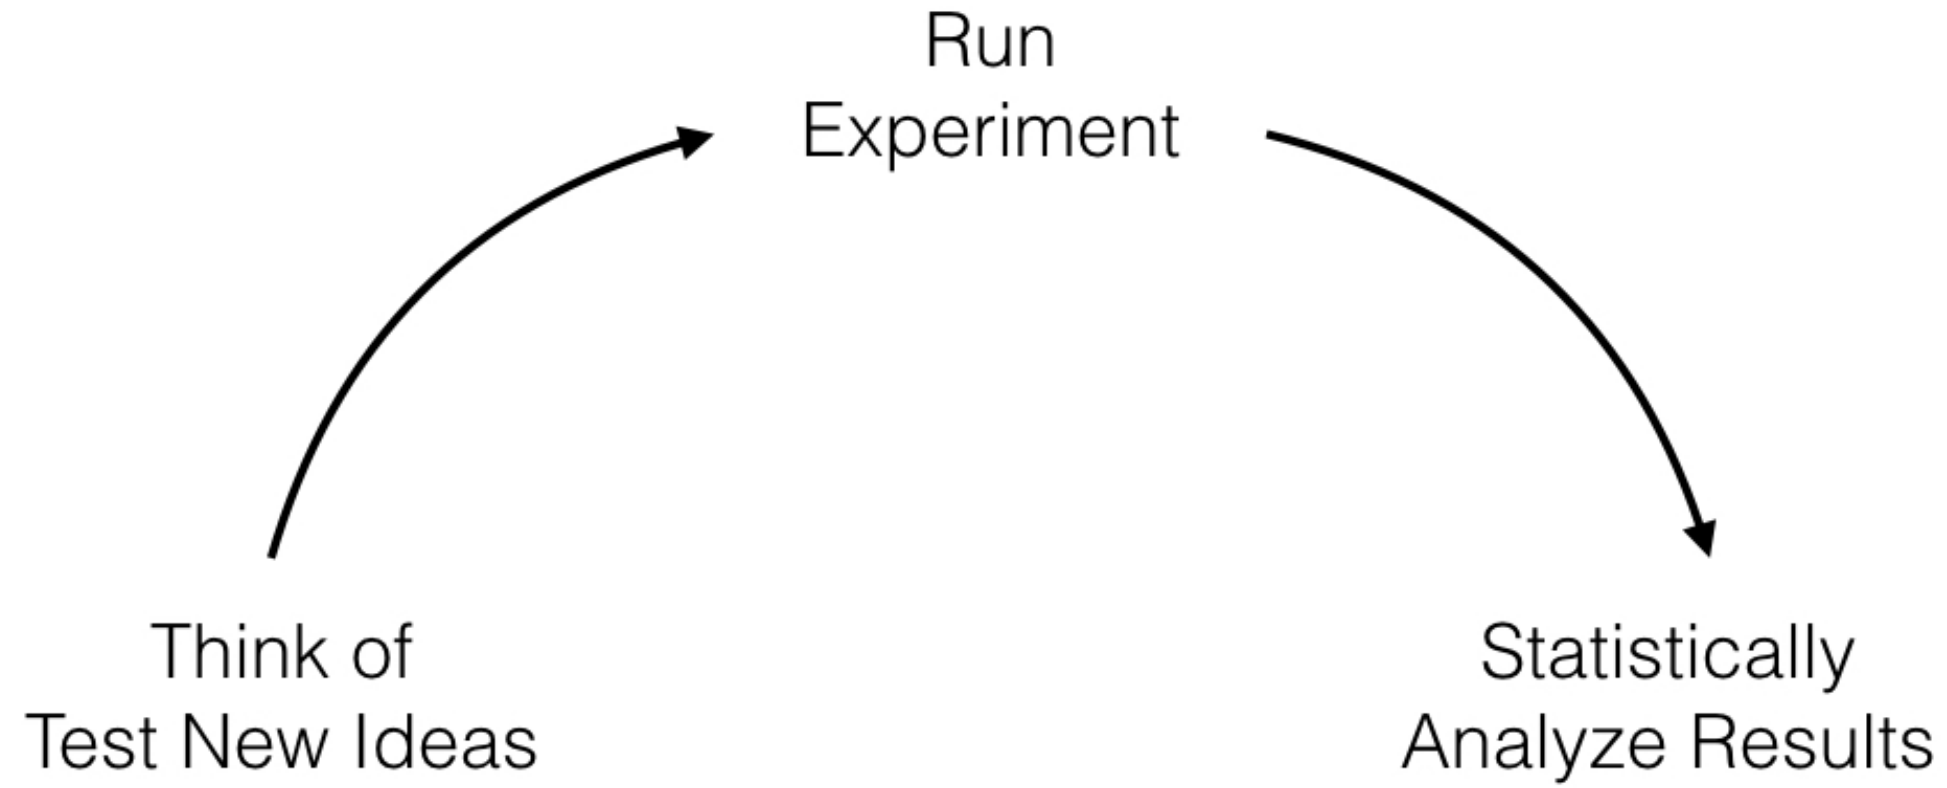 Run
Experiment
Think of
Test New Ideas
Statistically
Analyze Results